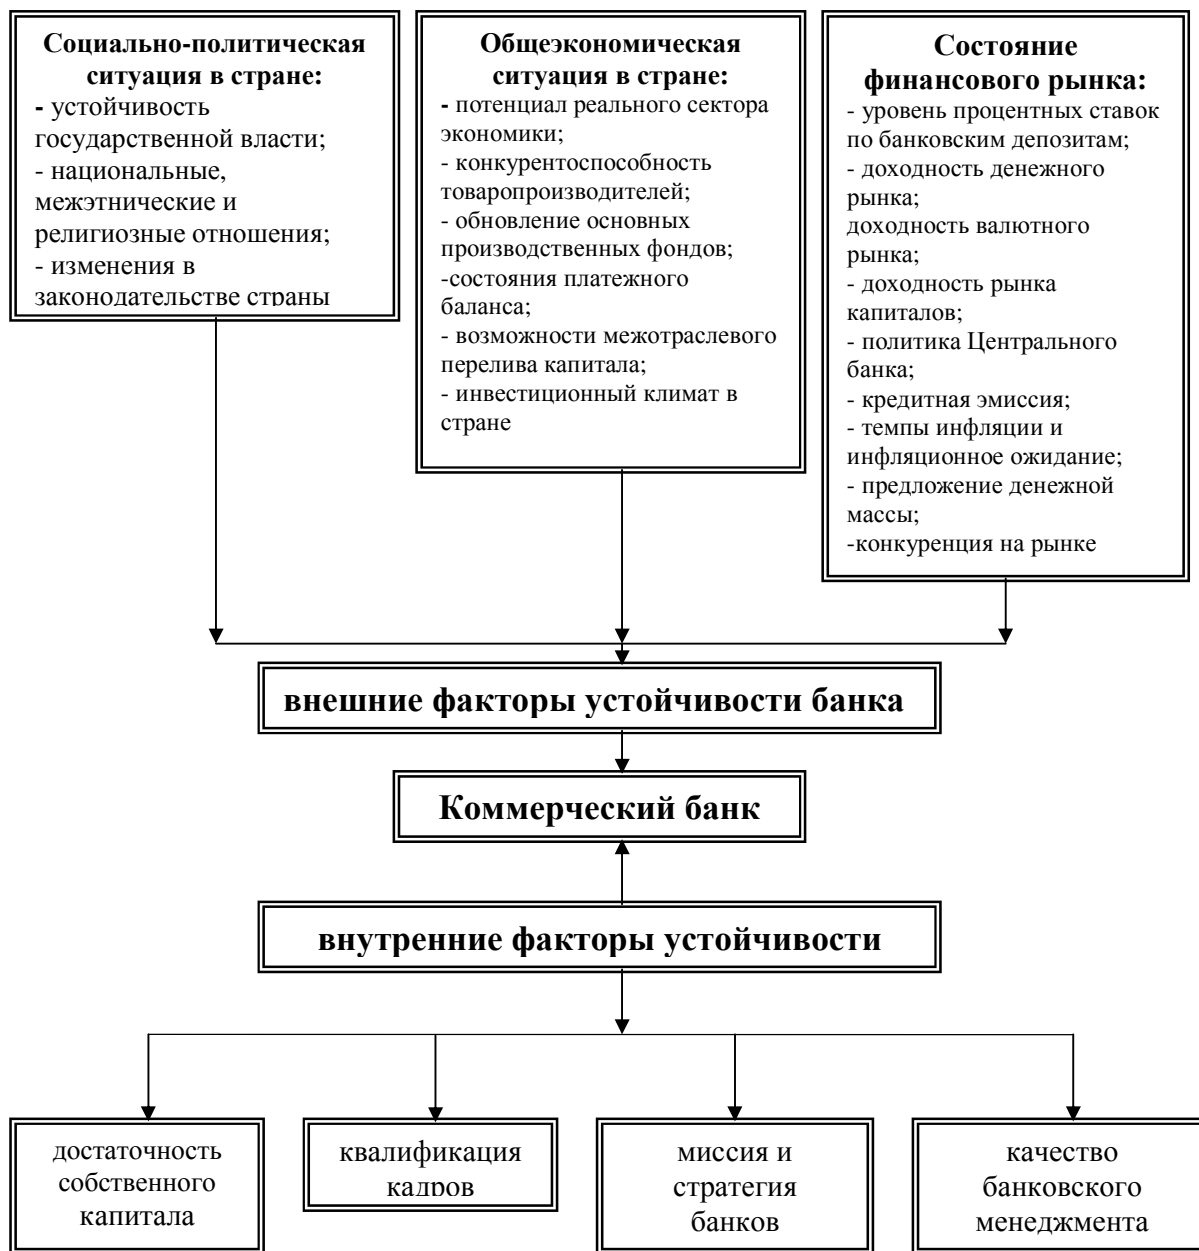 Социально-политическая
ситуация в стране:
- устойчивость
государственной власти;
- национальные,
межэтнические и
религиозные отношения;
- изменения в
законодательстве страны
Общеэкономическая
ситуация в стране:
- потенциал реального сектора
экономики;
- конкурентоспособность
товаропроизводителей;
- обновление основных
производственных фондов;
-состояния платежного
баланса;
- возможности межотраслевого
перелива капитала;
- инвестиционный климат в
стране
Состояние
финансового рынка:
- уровень процентных ставок
по банковским депозитам;
- доходность денежного
рынка;
доходность валютного
рынка;
- доходность рынка
капиталов;
- политика Центрального
банка;
- кредитная эмиссия;
- темпы инфляции и
инфляционное ожидание;
- предложение денежной
массы;
-конкуренция на рынке
внешние факторы устойчивости банка
Коммерческий банк
внутренние факторы устойчивости
достаточность
собственного
капитала
квалификация
кадров
миссия и
стратегия
банков
качество
банковского
менеджмента